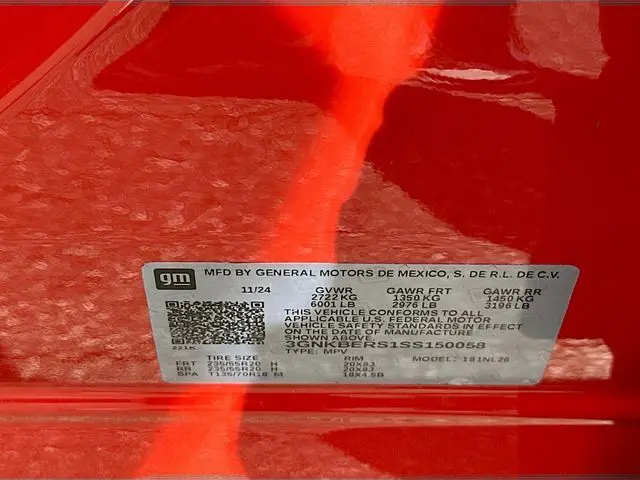 gm MFD BY GENERAL MOTORS DE MEXICO, S. DE R.L. DE C.V.
11/24 GVWR GAWR FRT GAWR RR
2722 KG 1350 KG 1450 KG
6001 LB 2976 LB 3196 LB
THIS VEHICLE CONFORMS TO ALL
APPLICABLE U.S. FEDERAL MOTOR
VEHICLE SAFETY STANDARDS IN EFFECT
ON THE DATE OF MANUFACTURE
SHOWN ABOVE.
3GNKBERS1SS150058
221K TYPE: MPV
TIRE SIZE RIM MODEL: 181NL26
FRT 235/55R20 H 20X8J
RR 235/55R20 H 20X8J
SPA T135/70R18 M 18X4.5B